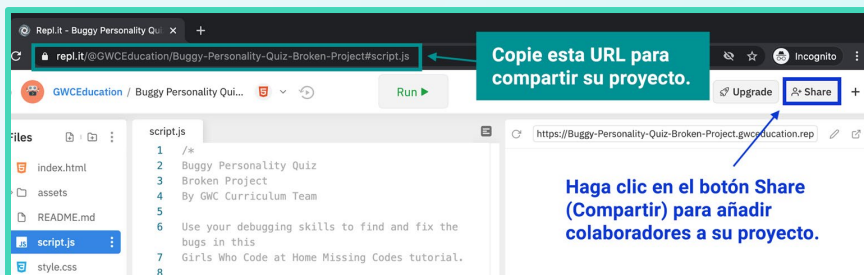 Repl.it - Buggy Personality Qui
repl.it/@GWCEducation/Buggy-Personality-Quiz-Broken-Project#script.js
Incognito
Copie esta URL para
compartir su proyecto.
GWCEducation / Buggy Personality Qui...
Run
Upgrade
Share
Files
script.js
https://Buggy-Personality-Quiz-Broken-Project.gwceducation.rep
index.html
assets
README.md
script.js
style.css
1 /*
2 Buggy Personality Quiz
3 Broken Project
4 By GWC Curriculum Team
5
6 Use your debugging skills to find and fix the
bugs in this
7 Girls Who Code at Home Missing Codes tutorial.
8
Haga clic en el botón Share
(Compartir) para añadir
colaboradores a su proyecto.